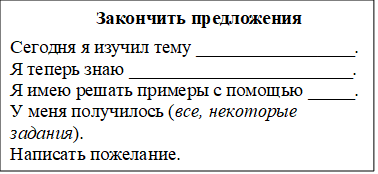 Закончить предложения
Сегодня я изучил тему __________________.
Я теперь знаю _________________________.
Я имею решать примеры с помощью _____.
У меня получилось (все, некоторые
задания).
Написать пожелание.